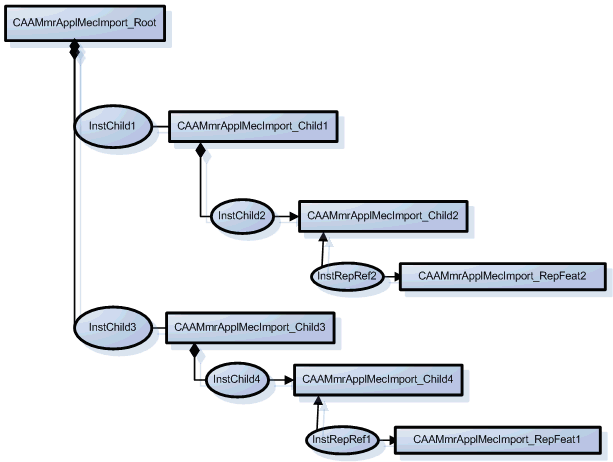 CAAMmrApplMecImport_Root
InstChild1
CAAMmrApplMecImport_Child1
InstChild2
CAAMmrApplMecImport_Child2
InstRepRef2
CAAMmrApplMecImport_RepFeat2
InstChild3
CAAMmrApplMecImport_Child3
InstChild4
CAAMmrApplMecImport_Child4
InstRepRef1
CAAMmrApplMecImport_RepFeat1